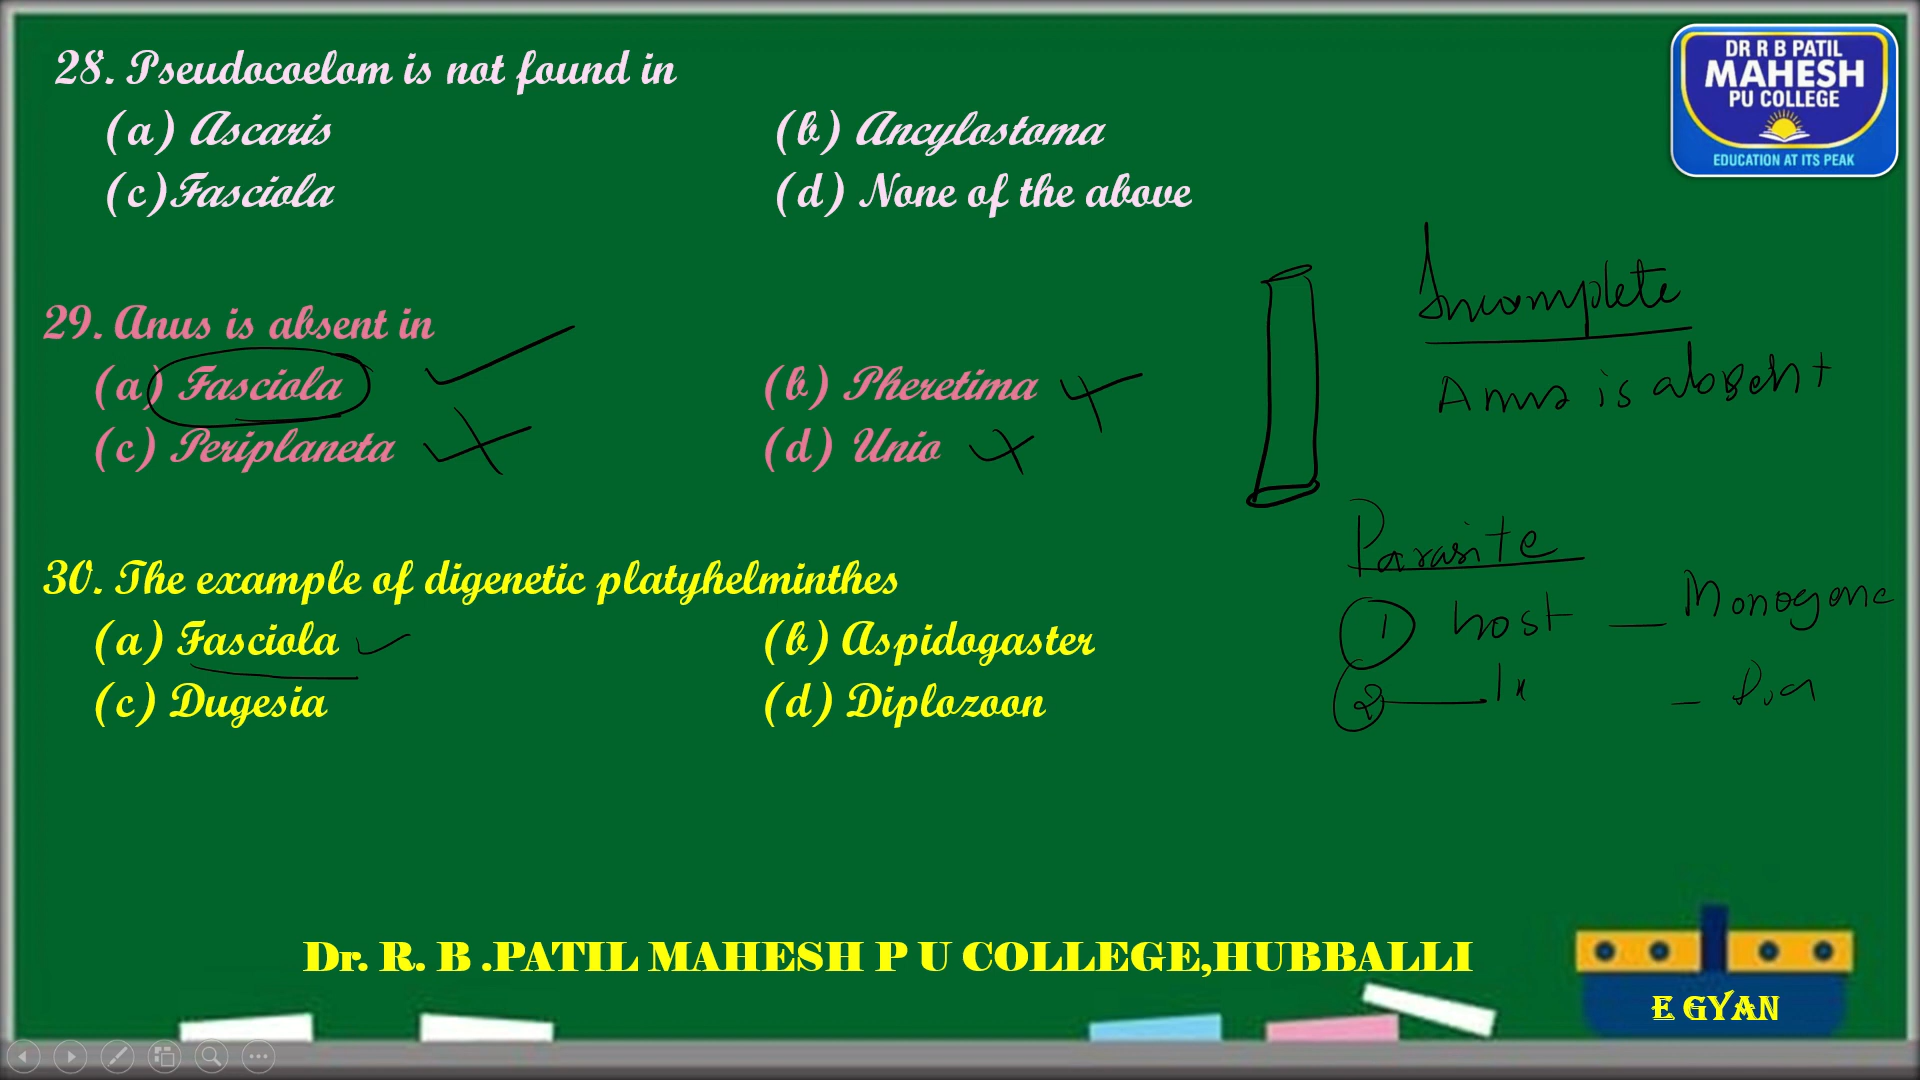 28. Pseudocoelom is not found in
(a) Ascaris (b) Ancylostoma
(c)Fasciola (d) None of the above
DR R B PATIL
MAHESH
PU COLLEGE
EDUCATION AT ITS PEAK
29. Anus is absent in
(a) Fasciola (b) Pheretima
(c) Periplaneta (d) Unio
Incomplete
Anus is absent
30. The example of digenetic platyhelminthes
(a) Fasciola (b) Aspidogaster
(c) Dugesia (d) Diplozoon
Parasite
1 host — Monogene
2
Dr. R. B .PATIL MAHESH P U COLLEGE,HUBBALLI
E GYAN